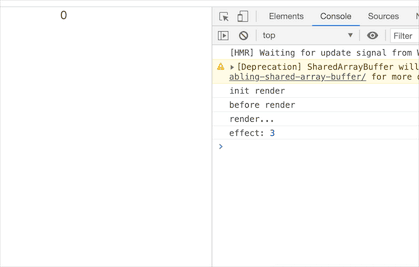 0
Elements Console Sources
top Filter
[HMR] Waiting for update signal from
[Deprecation] SharedArrayBuffer will
abling-shared-array-buffer/ for more
init render
before render
render...
effect: 3